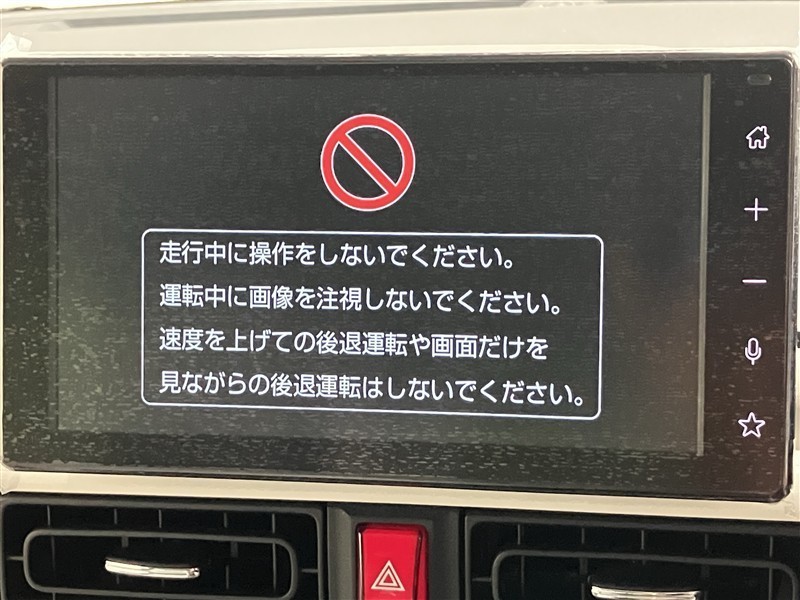 走行中に操作をしないでください。
運転中に画像を注視しないでください。
速度を上げての後退運転や画面だけを
見ながらの後退運転はしないでください。